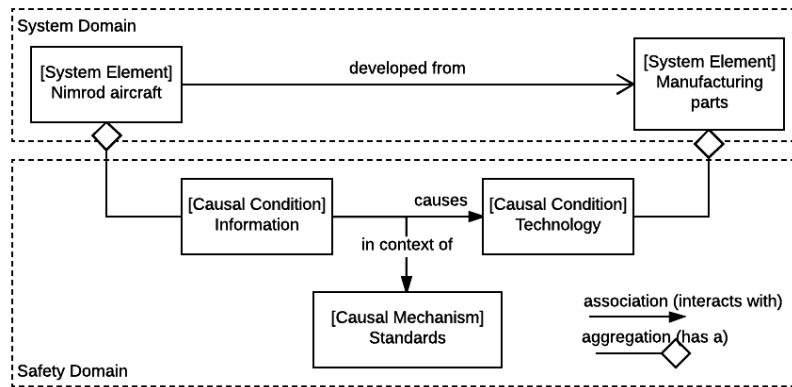 System Domain
[System Element]
Nimrod aircraft
developed from
[System Element]
Manufacturing
parts
[Causal Condition]
Information
causes
in context of
[Causal Condition]
Technology
[Causal Mechanism]
Standards
association (interacts with)
aggregation (has a)
Safety Domain